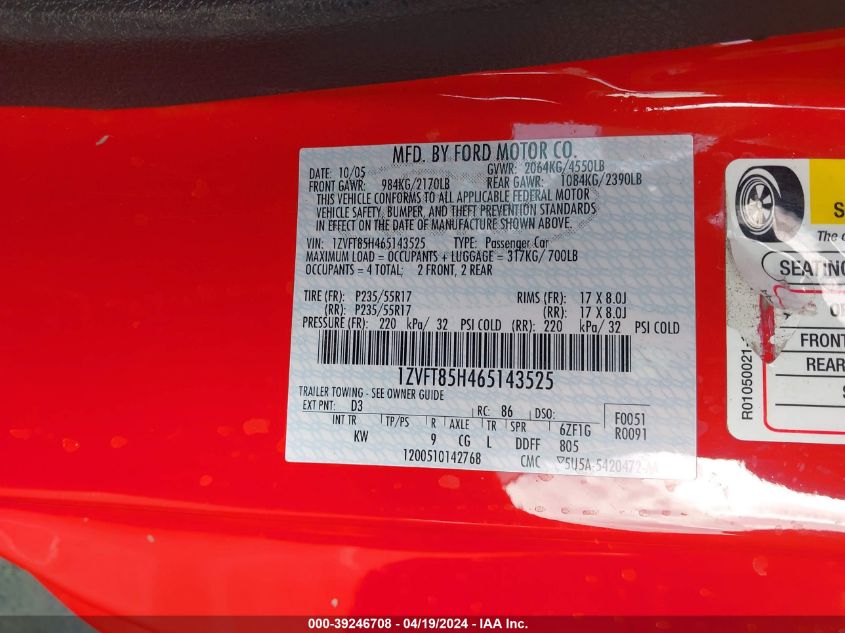 MFD. BY FORD MOTOR CO.
DATE: 10/05 GVWR: 2064KG/4550LB
FRONT GAWR: 984KG/2170LB REAR GAWR: 1084KG/2390LB
THIS VEHICLE CONFORMS TO ALL APPLICABLE FEDERAL MOTOR
VEHICLE SAFETY, BUMPER, AND THEFT PREVENTION STANDARDS
IN EFFECT ON THE DATE OF MANUFACTURE SHOWN ABOVE.
VIN: 1ZVFT85H465143525 TYPE: Passenger Car
MAXIMUM LOAD = OCCUPANTS + LUGGAGE = 317KG/700LB
OCCUPANTS = 4 TOTAL; 2 FRONT, 2 REAR
TIRE (FR): P235/55R17 RIMS (FR): 17 X 8.0J
(RR): P235/55R17 (RR): 17 X 8.0J
PRESSURE (FR): 220 kPa/ 32 PSI COLD (RR): 220 kPa/ 32 PSI COLD
1ZVFT85H465143525
TRAILER TOWING - SEE OWNER GUIDE
EXT PNT: D3 RC: 86 DSO: F0051
INT TR TP/PS R AXLE TR SPR 6ZF1G R0091
KW 9 CG L DDFF 805
120051014276B CMC 5U5A-5420472-
S
The
SEATING
O
FRONT
REAR
S
R01050021
000-39246708 - 04/19/2024 - IAA Inc.